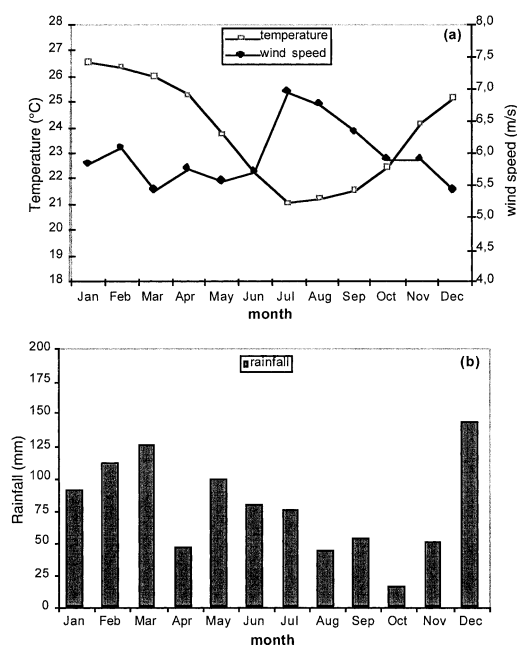 (a)
temperature
wind speed
28
27
26
25
24
23
22
21
20
19
18
Temperature (°C)
8,0
7,5
7,0
6,5
6,0
5,5
5,0
4,5
4,0
wind speed (m/s)
Jan Feb Mar Apr May Jun Jul Aug Sep Oct Nov Dec
month
(b)
rainfall
200
175
150
125
100
75
50
25
0
Rainfall (mm)
Jan Feb Mar Apr May Jun Jul Aug Sep Oct Nov Dec
month